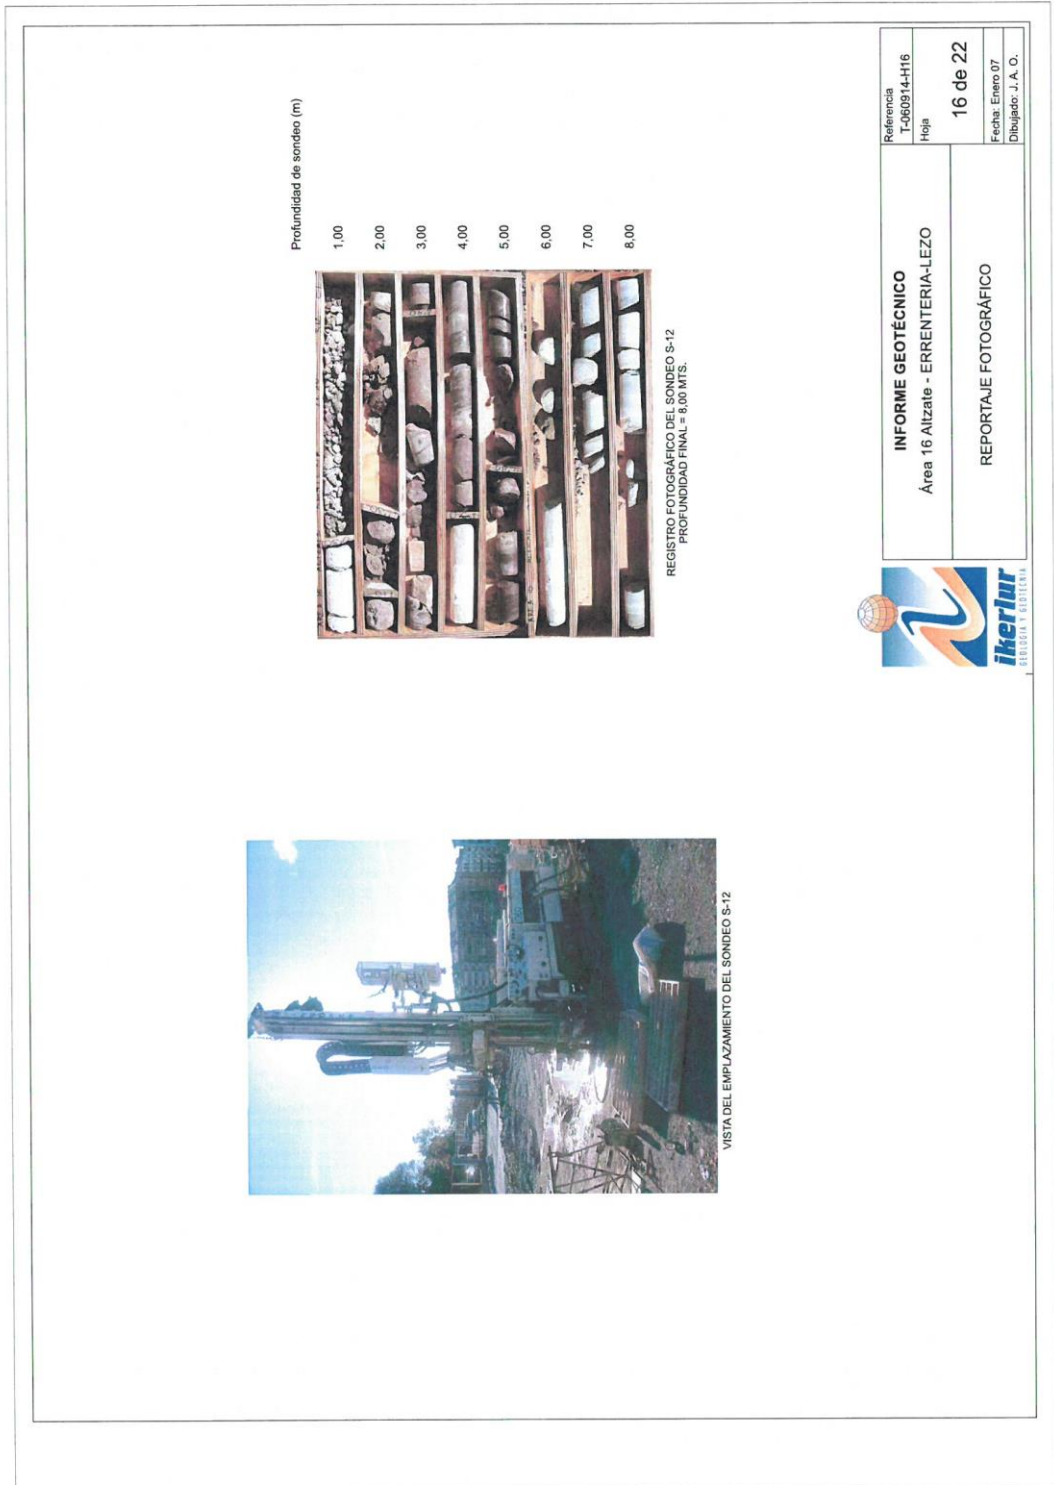 VISTA DEL EMPLAZAMIENTO DEL SONDEO S-12
Profundidad de sondeo (m)
1,00
2,00
3,00
4,00
5,00
6,00
7,00
8,00
REGISTRO FOTOGRÁFICO DEL SONDEO S-12
PROFUNDIDAD FINAL = 8,00 MTS.
ikerlur
GEOLOGIA Y GEOTECNIA
INFORME GEOTÉCNICO
Área 16 Altzate - ERRENTERIA-LEZO
REPORTAJE FOTOGRÁFICO
Referencia
T-060914-H16
Hoja
16 de 22
Fecha: Enero 07
Dibujado: J. A. O.